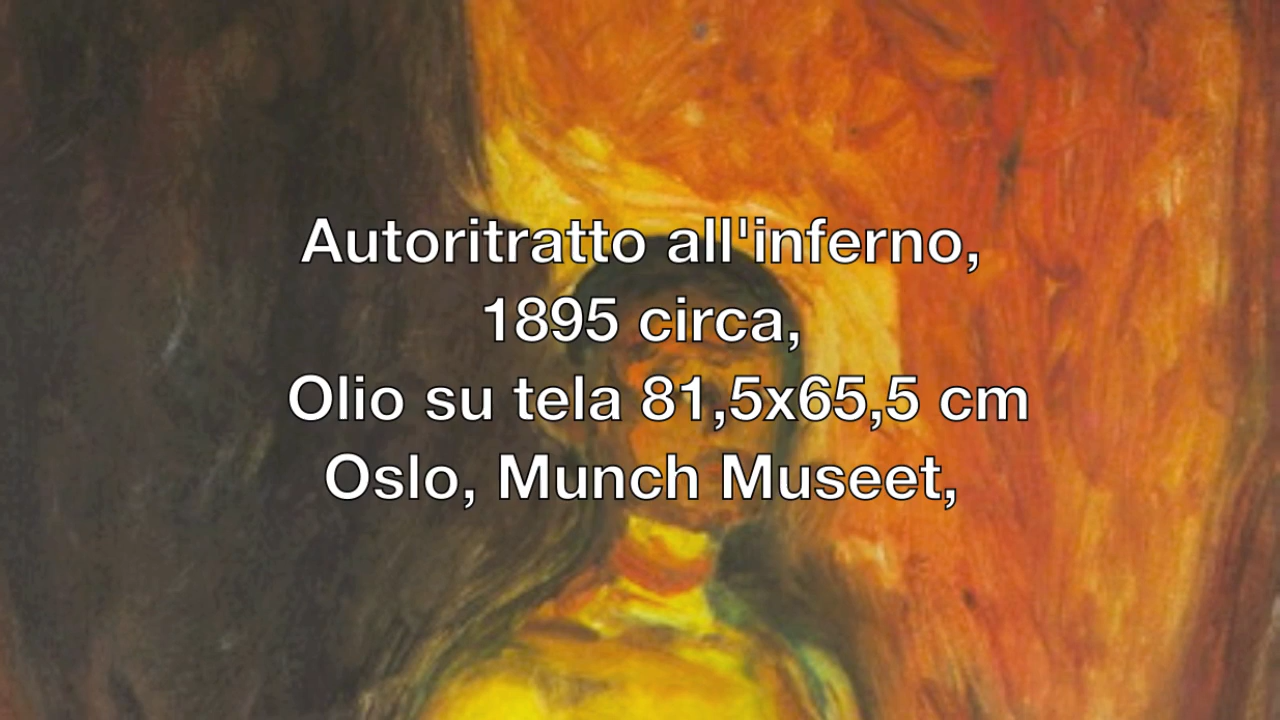 Autoritratto all'inferno,
1895 circa,
Olio su tela 81,5x65,5 cm
Oslo, Munch Museet,